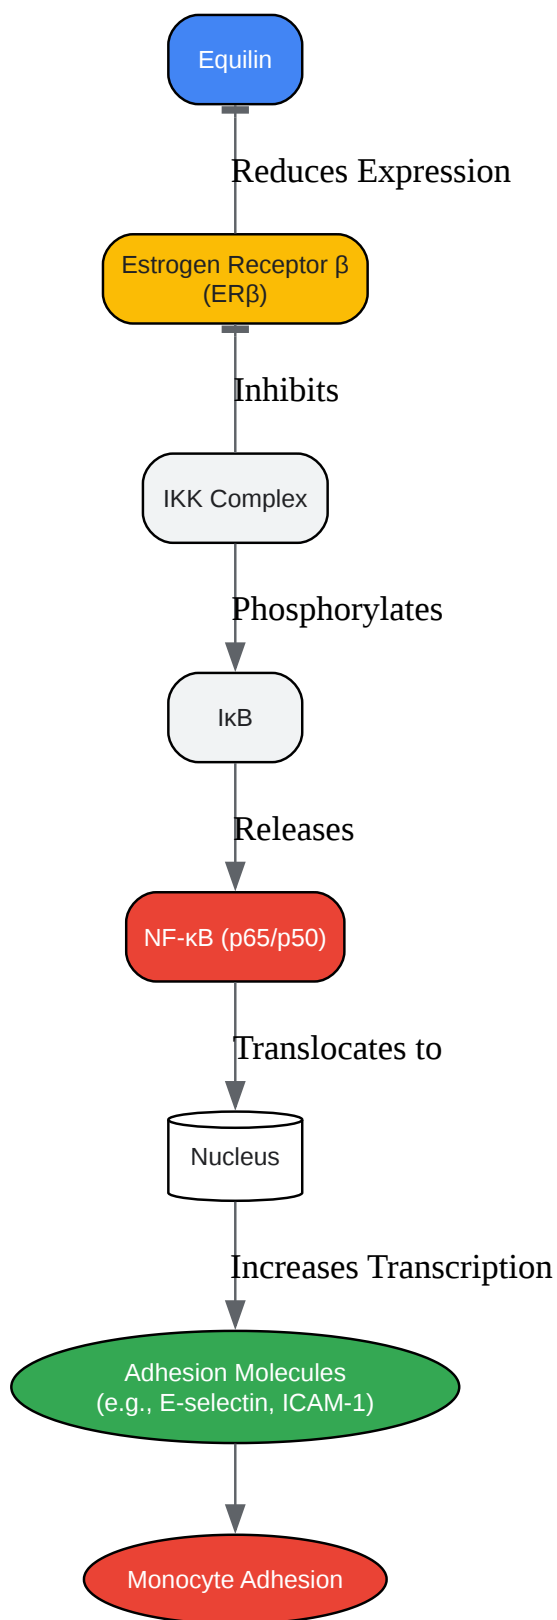 Equilin
Reduces Expression
Estrogen Receptor β
(ERβ)
Inhibits
IKK Complex
Phosphorylates
IκB
Releases
NF-κB (p65/p50)
Translocates to
Nucleus
Increases Transcription
Adhesion Molecules
(e.g., E-selectin, ICAM-1)
Monocyte Adhesion